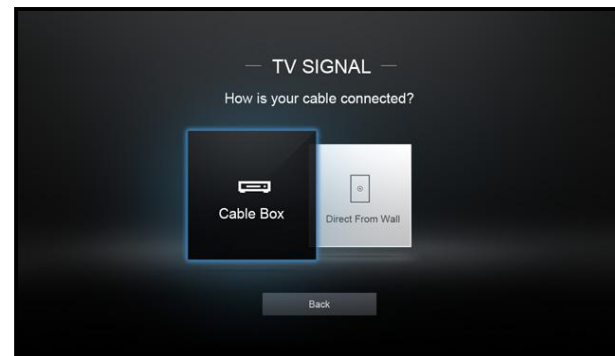 TV SIGNAL
How is your cable connected?
Cable Box
Direct From Wall
Back